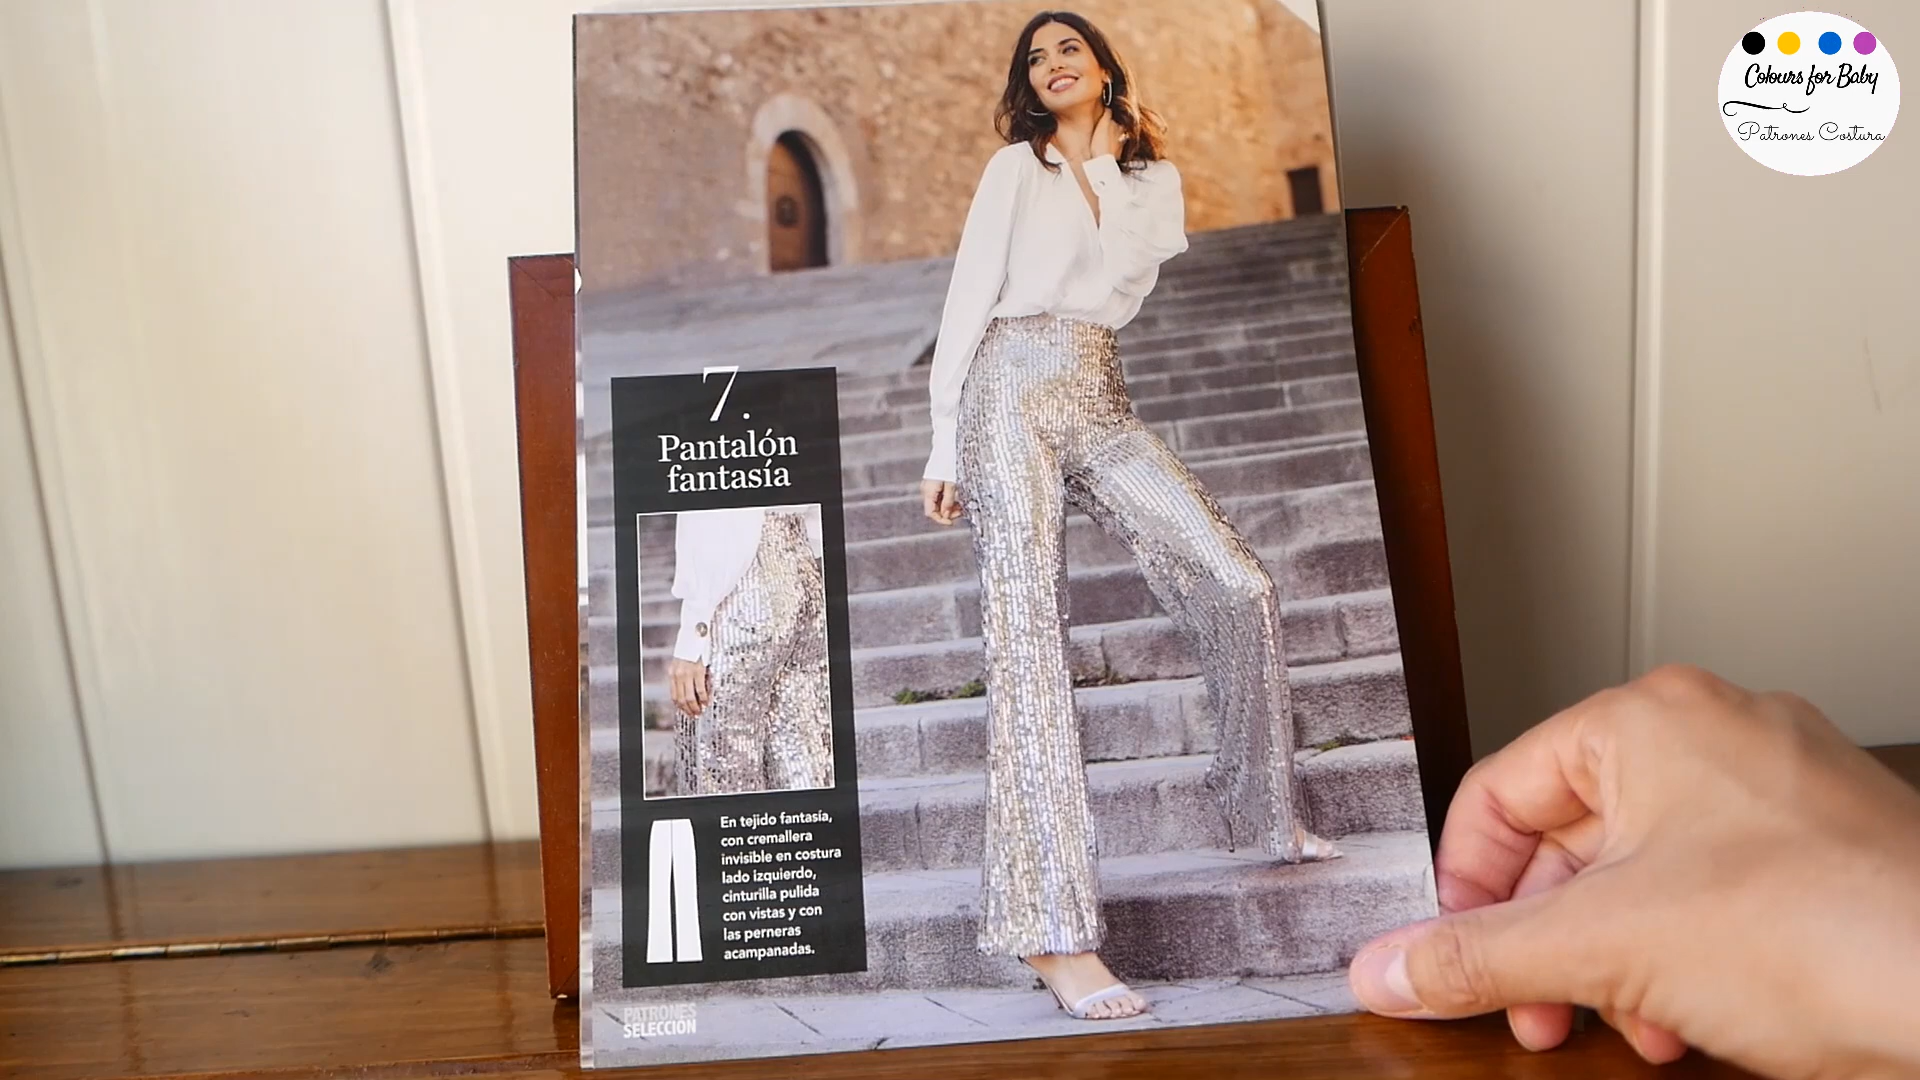 Colours for Baby
Patrones Costura
7.
Pantalón
fantasía
En tejido fantasía,
con cremallera
invisible en costura
lado izquierdo,
cinturilla pulida
con vistas y con
las perneras
acampanadas.
PATRONES
SELECCIÓN